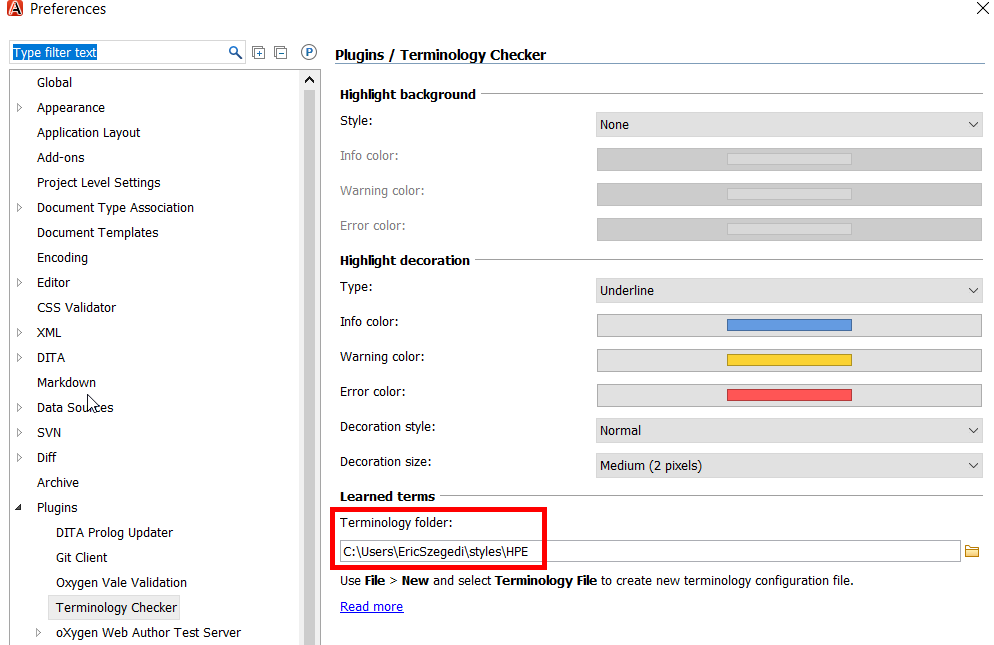 Preferences
Type filter text
P
Global
Appearance
Application Layout
Add-ons
Project Level Settings
Document Type Association
Document Templates
Encoding
Editor
CSS Validator
XML
DITA
Markdown
Data Sources
SVN
Diff
Archive
Plugins
DITA Prolog Updater
Git Client
Oxygen Vale Validation
Terminology Checker
oXygen Web Author Test Server
Plugins / Terminology Checker
Highlight background
Style:
None
Info color:
Warning color:
Error color:
Highlight decoration
Type:
Underline
Info color:
Warning color:
Error color:
Decoration style:
Normal
Decoration size:
Medium (2 pixels)
Learned terms
Terminology folder:
C:\Users\EricSzegedi\styles\HPE
Use File > New and select Terminology File to create new terminology configuration file.
Read more